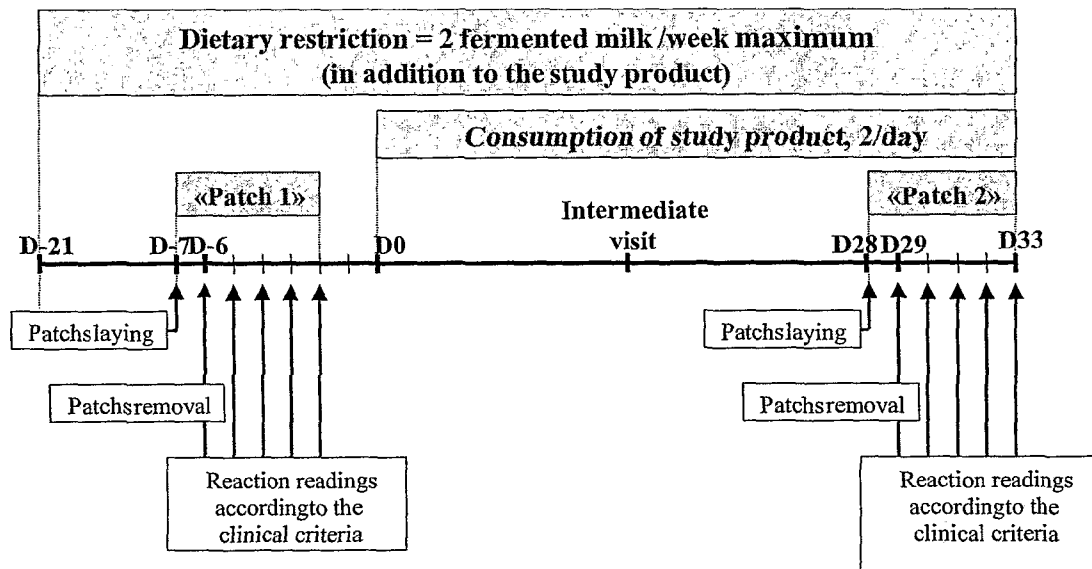 Dietary restriction = 2 fermented milk /week maximum
(in addition to the study product)
Consumption of study product, 2/day
«Patch 1»
«Patch 2»
Intermediate
visit
D-21
D-7
D-6
D0
D28
D29
D33
Patchslaying
Patchslaying
Patchsremoval
Patchsremoval
Reaction readings
accordingto the
clinical criteria
Reaction readings
accordingto the
clinical criteria